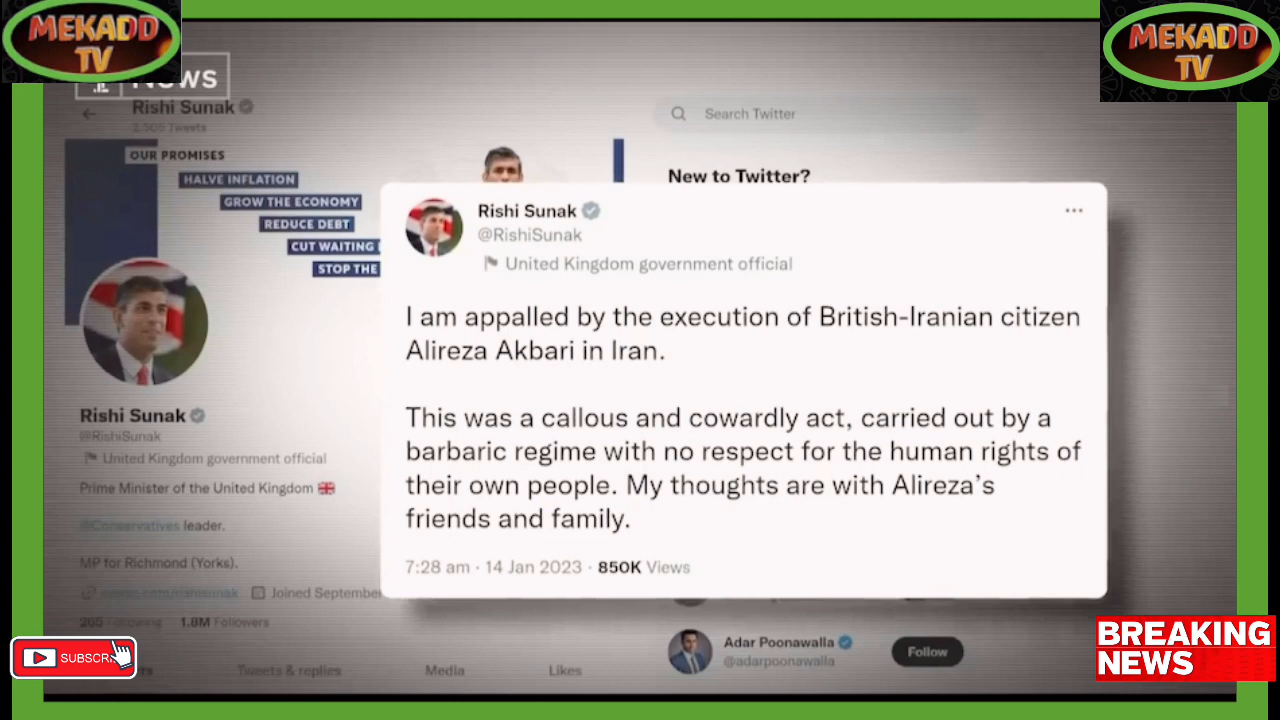 MEKADD
TV
MEKADD
TV
NEWS
Rishi Sunak
2,505 Tweets
Search Twitter
OUR PROMISES
HALVE INFLATION
GROW THE ECONOMY
REDUCE DEBT
CUT WAITING
STOP THE
New to Twitter?
Rishi Sunak
@RishiSunak
United Kingdom government official
I am appalled by the execution of British-Iranian citizen
Alireza Akbari in Iran.
This was a callous and cowardly act, carried out by a
barbaric regime with no respect for the human rights of
their own people. My thoughts are with Alireza's
friends and family.
7:28 am · 14 Jan 2023 · 850K Views
Rishi Sunak
@RishiSunak
United Kingdom government official
Prime Minister of the United Kingdom
@Conservatives leader.
MP for Richmond (Yorks).
Joined September
265 Following 1.8M Followers
Tweets & replies Media Likes
Adar Poonawalla
@adarpoonawalla
Follow
SUBSCR
BREAKING
NEWS